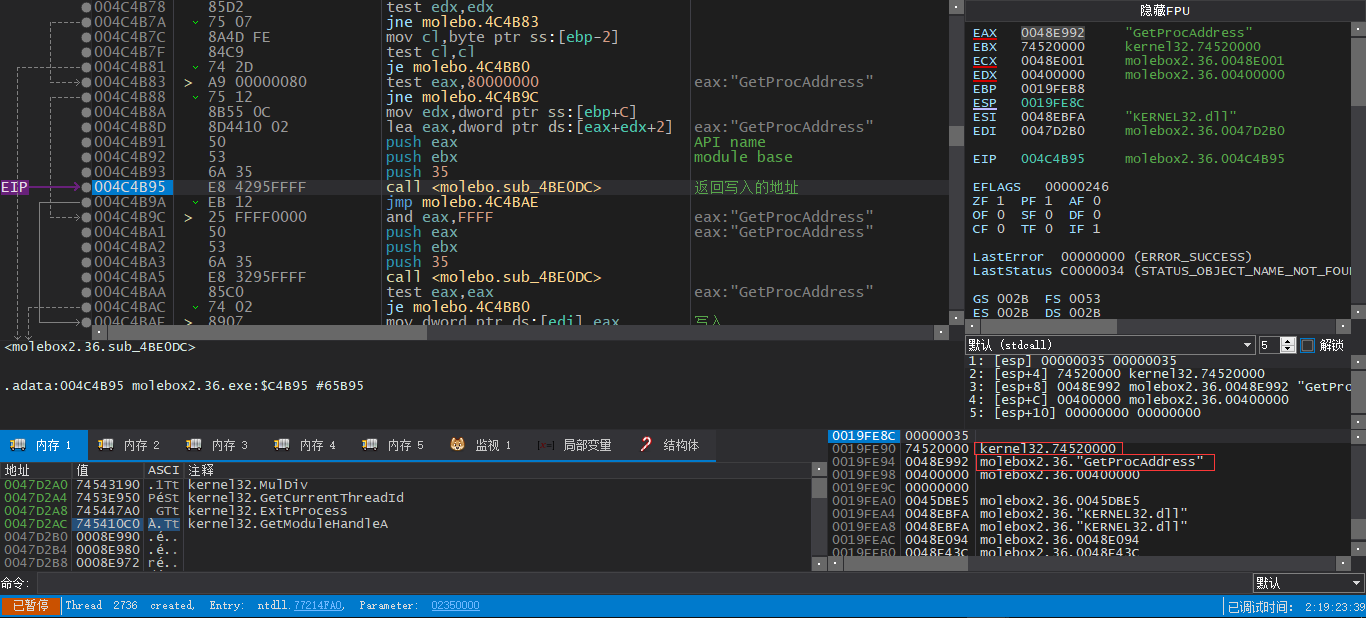 隐藏FPU
004C4B78 85D2 test edx,edx
004C4B7A 75 07 jne molebo.4C4B83
004C4B7C 8A4D FE mov cl,byte ptr ss:[ebp-2]
004C4B7F 84C9 test cl,cl
004C4B81 74 2D je molebo.4C4BB0
004C4B83 > A9 00000080 test eax,80000000 eax:"GetProcAddress"
004C4B88 75 12 jne molebo.4C4B9C
004C4B8A 8B55 0C mov edx,dword ptr ss:[ebp+C]
004C4B8D 8D4410 02 lea eax,dword ptr ds:[eax+edx+2] eax:"GetProcAddress"
004C4B91 50 push eax API name
004C4B92 53 push ebx module base
004C4B93 6A 35 push 35
EIP 004C4B95 E8 4295FFFF call <molebo.sub_4BE0DC> 返回写入的地址
004C4B9A EB 12 jmp molebo.4C4BAE
004C4B9C > 25 FFFF0000 and eax,FFFF eax:"GetProcAddress"
004C4BA1 50 push eax eax:"GetProcAddress"
004C4BA2 53 push ebx
004C4BA3 6A 35 push 35
004C4BA5 E8 3295FFFF call <molebo.sub_4BE0DC>
004C4BAA 85C0 test eax,eax eax:"GetProcAddress"
004C4BAC 74 02 je molebo.4C4BB0
004C4BAE > 8907 mov dword ptr ds:[edi],eax 写入
EAX 0048E992 "GetProcAddress"
EBX 74520000 kernel32.74520000
ECX 0048E001 molebox2.36.0048E001
EDX 00400000 molebox2.36.00400000
EBP 0019FEB8
ESP 0019FE8C
ESI 0048EBFA "KERNEL32.dll"
EDI 0047D2B0 molebox2.36.0047D2B0
EIP 004C4B95 molebox2.36.004C4B95
EFLAGS 00000246
ZF 1 PF 1 AF 0
OF 0 SF 0 DF 0
CF 0 TF 0 IF 1
LastError 00000000 (ERROR_SUCCESS)
LastStatus C0000034 (STATUS_OBJECT_NAME_NOT_FOU
GS 002B FS 0053
ES 002B DS 002B
<molebox2.36.sub_4BE0DC>
.adata:004C4B95 molebox2.36.exe:$C4B95 #65B95
默认 (stdcall) 5 解锁
1: [esp] 00000035 00000035
2: [esp+4] 74520000 kernel32.74520000
3: [esp+8] 0048E992 molebox2.36.0048E992 "GetProc
4: [esp+C] 00400000 molebox2.36.00400000
5: [esp+10] 00000000 00000000
内存 1 内存 2 内存 3 内存 4 内存 5 监视 1 [x=] 局部变量 结构体
地址 值 ASCI 注释
0047D2A0 74543190 .1Tt kernel32.MulDiv
0047D2A4 7453E950 PéSt kernel32.GetCurrentThreadId
0047D2A8 745447A0  GTt kernel32.ExitProcess
0047D2AC 745410C0 À.Tt kernel32.GetModuleHandleA
0047D2B0 0008E990 .é..
0047D2B4 0008E980 .é..
0047D2B8 0008E972 ré..
0019FE8C 00000035
0019FE90 74520000 kernel32.74520000
0019FE94 0048E992 molebox2.36."GetProcAddress"
0019FE98 00400000 molebox2.36.00400000
0019FE9C 00000000
0019FEA0 0045DBE5 molebox2.36.0045DBE5
0019FEA4 0048EBFA molebox2.36."KERNEL32.dll"
0019FEA8 0048EBFA molebox2.36."KERNEL32.dll"
0019FEAC 0048E094 molebox2.36.0048E094
0019FEB0 0048E43C molebox2.36.0048E43C
命令: 默认
已暂停 Thread 2736 created, Entry: ntdll.77214FA0, Parameter: 02350000 已调试时间: 2:19:23:39